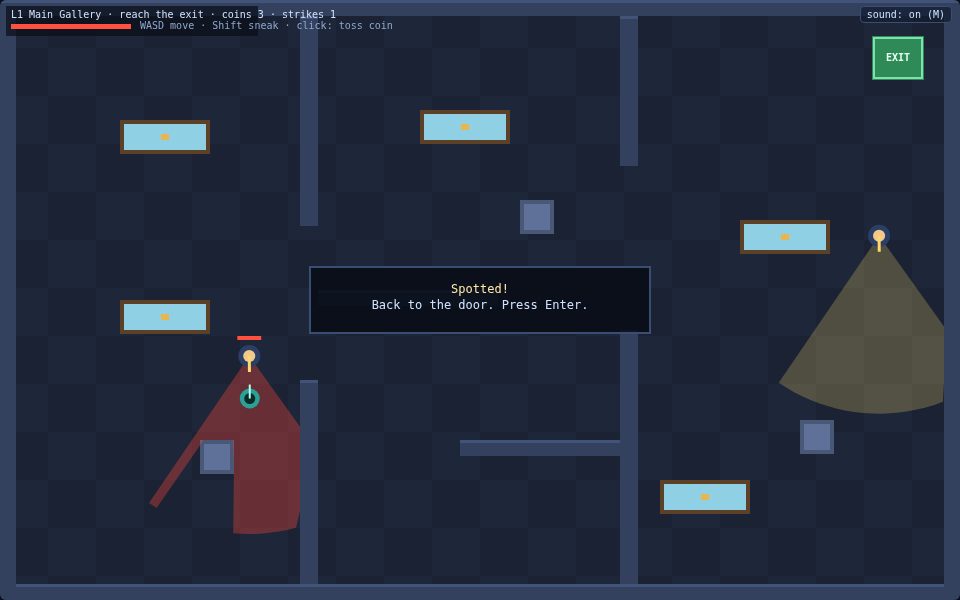 L1 Main Gallery · reach the exit · coins 3 · strikes 1
sound: on (M)
WASD move · Shift sneak · click: toss coin
EXIT
Spotted!
Back to the door. Press Enter.